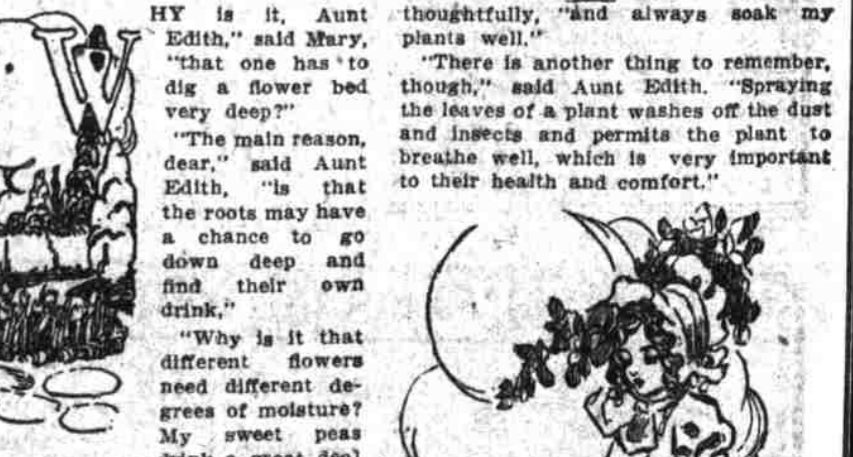 WHY is it, Aunt
Edith," said Mary,
"that one has to
dig a flower bed
very deep?"
"The main reason,
dear," said Aunt
Edith, "is that
the roots may have
a chance to go
down deep and
find their own
drink."
"Why is it that
different flowers
need different de-
grees of moisture?
My sweet peas
drink a great deal
thoughtfully, "and always soak my
plants well."
"There is another thing to remember,
though," said Aunt Edith. "Spraying
the leaves of a plant washes off the dust
and insects and permits the plant to
breathe well, which is very important
to their health and comfort."